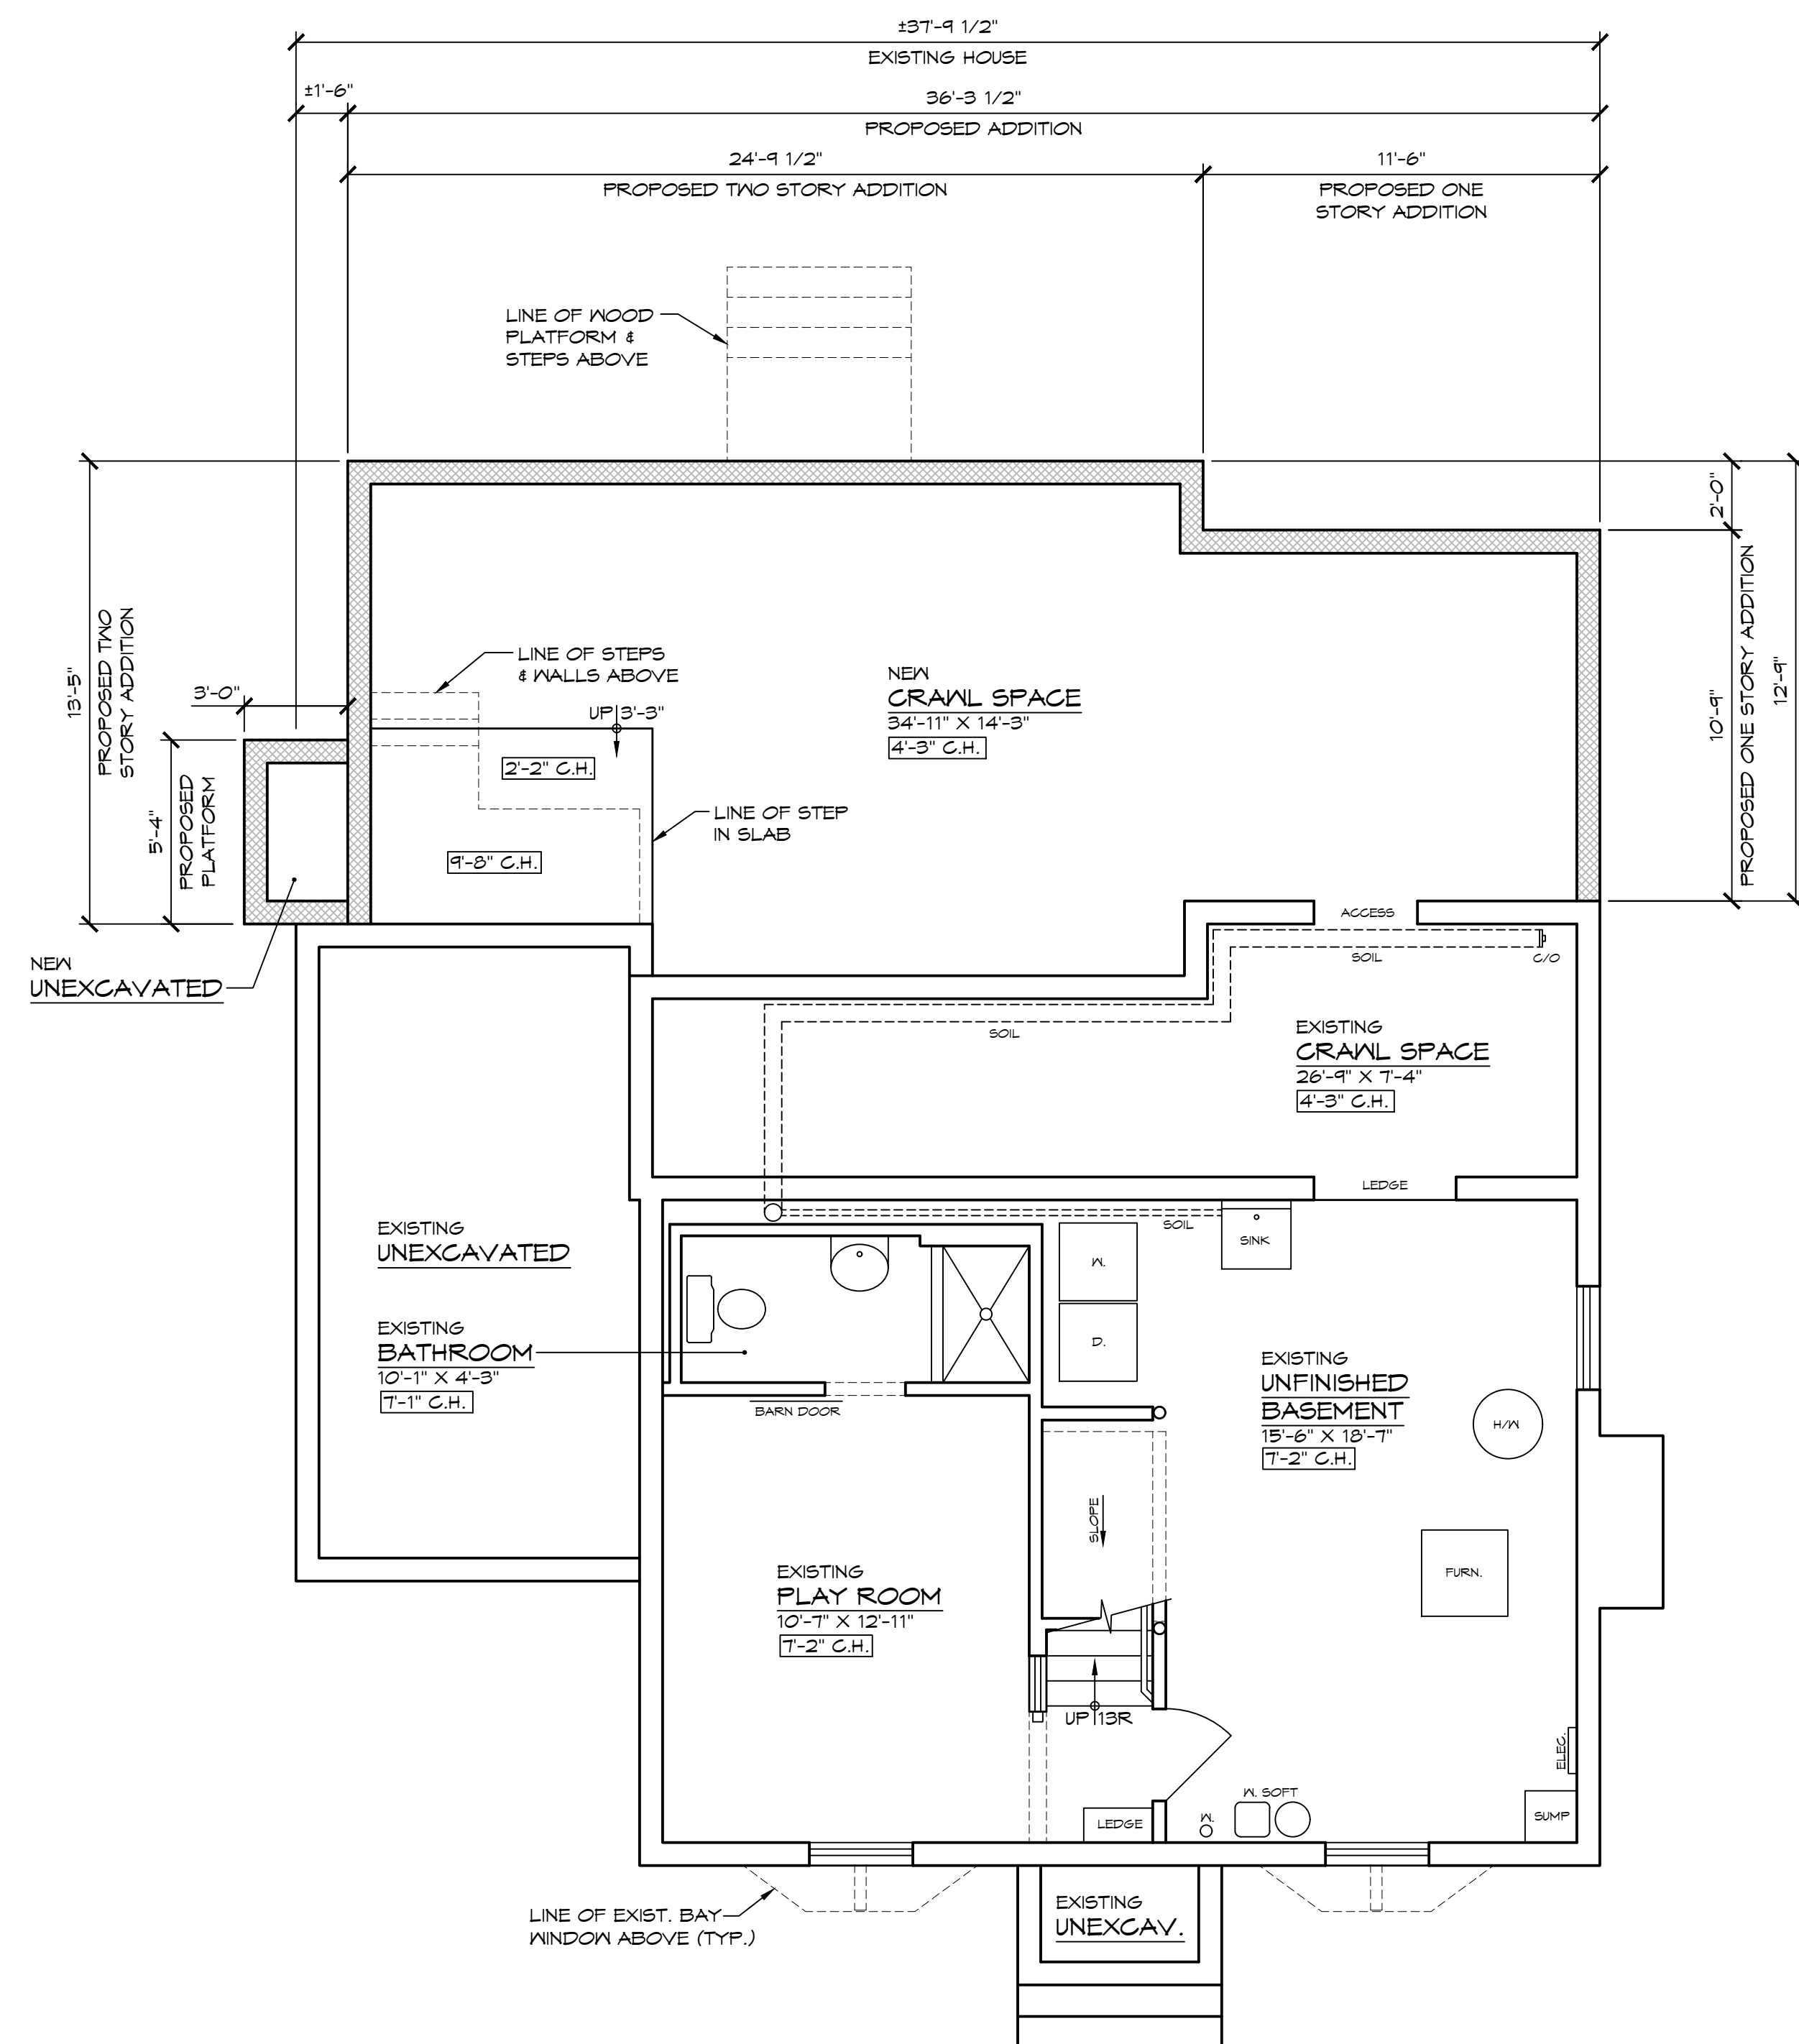 ±37'-9 1/2"
EXISTING HOUSE
±1'-6"
36'-3 1/2"
PROPOSED ADDITION
24'-9 1/2"
PROPOSED TWO STORY ADDITION
11'-6"
PROPOSED ONE
STORY ADDITION
LINE OF WOOD
PLATFORM &
STEPS ABOVE
13'-5"
PROPOSED TWO
STORY ADDITION
3'-0"
5'-4"
PROPOSED
PLATFORM
LINE OF STEPS
& WALLS ABOVE
UP 3'-3"
2'-2" C.H.
9'-8" C.H.
LINE OF STEP
IN SLAB
NEW
CRAWL SPACE
34'-11" X 14'-3"
4'-3" C.H.
2'-0"
10'-9"
PROPOSED ONE STORY ADDITION
12'-9"
NEW
UNEXCAVATED
ACCESS
SOIL
C/O
SOIL
EXISTING
CRAWL SPACE
26'-9" X 7'-4"
4'-3" C.H.
LEDGE
EXISTING
UNEXCAVATED
SOIL
SINK
W.
D.
EXISTING
BATHROOM
10'-1" X 4'-3"
7'-1" C.H.
BARN DOOR
EXISTING
UNFINISHED
BASEMENT
15'-6" X 18'-7"
7'-2" C.H.
H/W
SLOPE
FURN.
EXISTING
PLAY ROOM
10'-7" X 12'-11"
7'-2" C.H.
UP 13R
ELEC.
W. SOFT
W.
LEDGE
SUMP
LINE OF EXIST. BAY
WINDOW ABOVE (TYP.)
EXISTING
UNEXCAV.